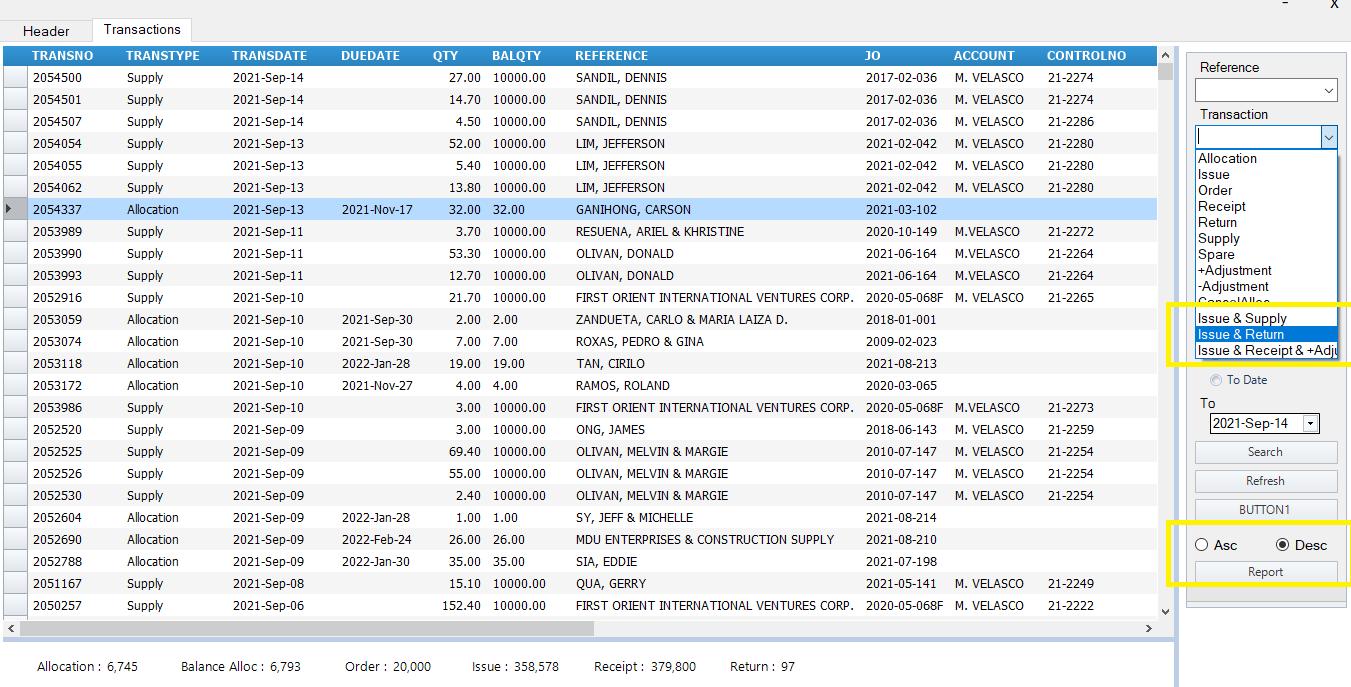 - X
Header Transactions
TRANSNO TRANSTYPE TRANSDATE DUEDATE QTY BALQTY REFERENCE JO ACCOUNT CONTROLNO
2054500 Supply 2021-Sep-14 27.00 10000.00 SANDIL, DENNIS 2017-02-036 M. VELASCO 21-2274
2054501 Supply 2021-Sep-14 14.70 10000.00 SANDIL, DENNIS 2017-02-036 M. VELASCO 21-2274
2054507 Supply 2021-Sep-14 4.50 10000.00 SANDIL, DENNIS 2017-02-036 M. VELASCO 21-2286
2054054 Supply 2021-Sep-13 52.00 10000.00 LIM, JEFFERSON 2021-02-042 M. VELASCO 21-2280
2054055 Supply 2021-Sep-13 5.40 10000.00 LIM, JEFFERSON 2021-02-042 M. VELASCO 21-2280
2054062 Supply 2021-Sep-13 13.80 10000.00 LIM, JEFFERSON 2021-02-042 M. VELASCO 21-2280
2054337 Allocation 2021-Sep-13 2021-Nov-17 32.00 32.00 GANIHONG, CARSON 2021-03-102
2053989 Supply 2021-Sep-11 3.70 10000.00 RESUENA, ARIEL & KHRISTINE 2020-10-149 M.VELASCO 21-2272
2053990 Supply 2021-Sep-11 53.30 10000.00 OLIVAN, DONALD 2021-06-164 M.VELASCO 21-2264
2053993 Supply 2021-Sep-11 12.70 10000.00 OLIVAN, DONALD 2021-06-164 M.VELASCO 21-2264
2052916 Supply 2021-Sep-10 21.70 10000.00 FIRST ORIENT INTERNATIONAL VENTURES CORP. 2020-05-068F M. VELASCO 21-2265
2053059 Allocation 2021-Sep-10 2021-Sep-30 2.00 2.00 ZANDUETA, CARLO & MARIA LAIZA D. 2018-01-001
2053074 Allocation 2021-Sep-10 2021-Sep-30 7.00 7.00 ROXAS, PEDRO & GINA 2009-02-023
2053118 Allocation 2021-Sep-10 2022-Jan-28 19.00 19.00 TAN, CIRILO 2021-08-213
2053172 Allocation 2021-Sep-10 2021-Nov-27 4.00 4.00 RAMOS, ROLAND 2020-03-065
2053986 Supply 2021-Sep-10 3.00 10000.00 FIRST ORIENT INTERNATIONAL VENTURES CORP. 2020-05-068F M.VELASCO 21-2273
2052520 Supply 2021-Sep-09 3.00 10000.00 ONG, JAMES 2018-06-143 M. VELASCO 21-2259
2052525 Supply 2021-Sep-09 69.40 10000.00 OLIVAN, MELVIN & MARGIE 2010-07-147 M. VELASCO 21-2254
2052526 Supply 2021-Sep-09 55.00 10000.00 OLIVAN, MELVIN & MARGIE 2010-07-147 M. VELASCO 21-2254
2052530 Supply 2021-Sep-09 2.40 10000.00 OLIVAN, MELVIN & MARGIE 2010-07-147 M. VELASCO 21-2254
2052604 Allocation 2021-Sep-09 2022-Jan-28 1.00 1.00 SY, JEFF & MICHELLE 2021-08-214
2052690 Allocation 2021-Sep-09 2022-Feb-24 26.00 26.00 MDU ENTERPRISES & CONSTRUCTION SUPPLY 2021-08-210
2052788 Allocation 2021-Sep-09 2022-Jan-30 35.00 35.00 SIA, EDDIE 2021-07-198
2051167 Supply 2021-Sep-08 15.10 10000.00 QUA, GERRY 2021-05-141 M. VELASCO 21-2249
2050257 Supply 2021-Sep-06 152.40 10000.00 FIRST ORIENT INTERNATIONAL VENTURES CORP. 2020-05-068F M. VELASCO 21-2222
Allocation : 6,745 Balance Alloc : 6,793 Order : 20,000 Issue : 358,578 Receipt : 379,800 Return : 97
Reference
Transaction
Allocation
Issue
Order
Receipt
Return
Supply
Spare
+Adjustment
-Adjustment
CancelAlloc
Issue & Supply
Issue & Return
Issue & Receipt & +Adju
To Date
To
2021-Sep-14
Search
Refresh
BUTTON1
Asc Desc
Report